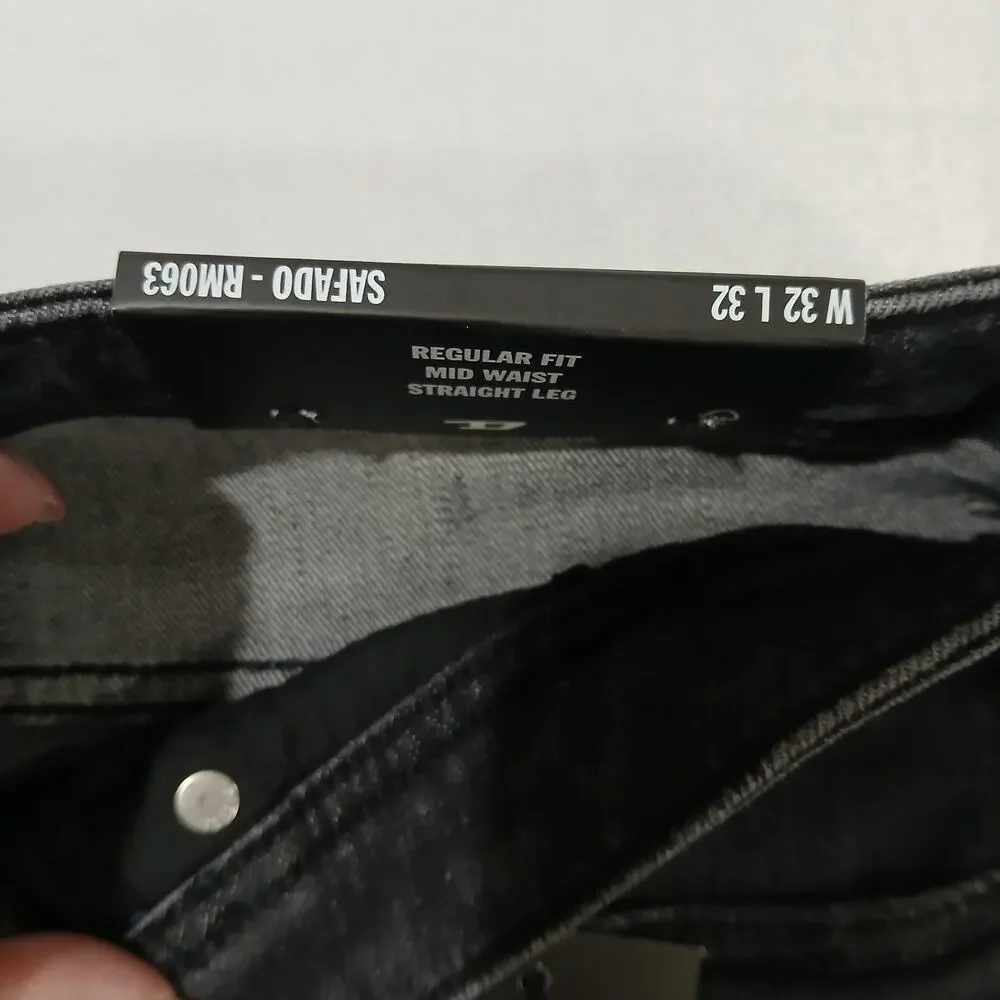 SAFADO - RM063
W 32 L 32
REGULAR FIT
MID WAIST
STRAIGHT LEG
D